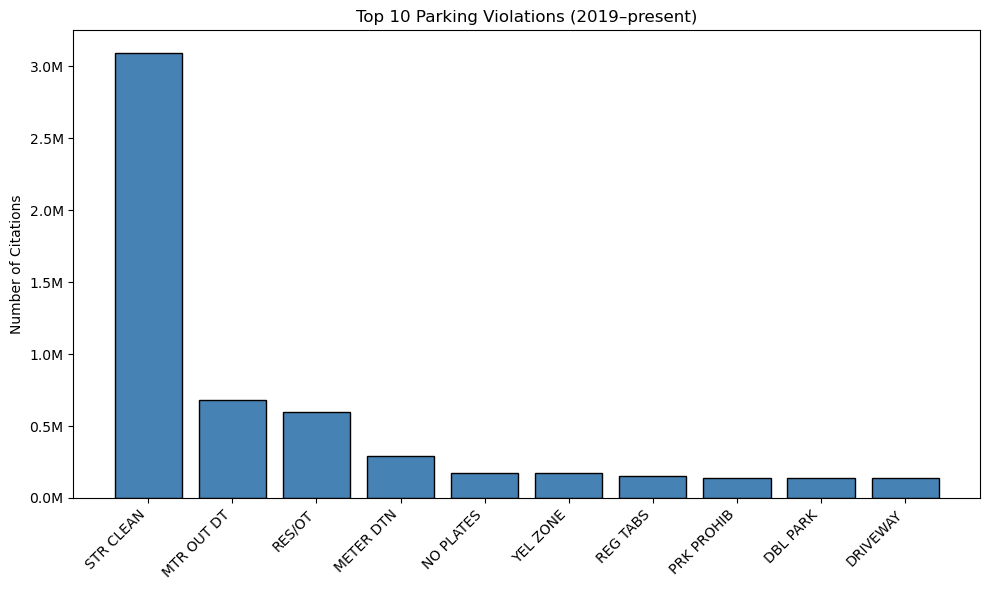 Top 10 Parking Violations (2019–present)
Number of Citations
3.0M
2.5M
2.0M
1.5M
1.0M
0.5M
0.0M
STR CLEAN
MTR OUT DT
RES/OT
METER DTN
NO PLATES
YEL ZONE
REG TABS
PRK PROHIB
DBL PARK
DRIVEWAY